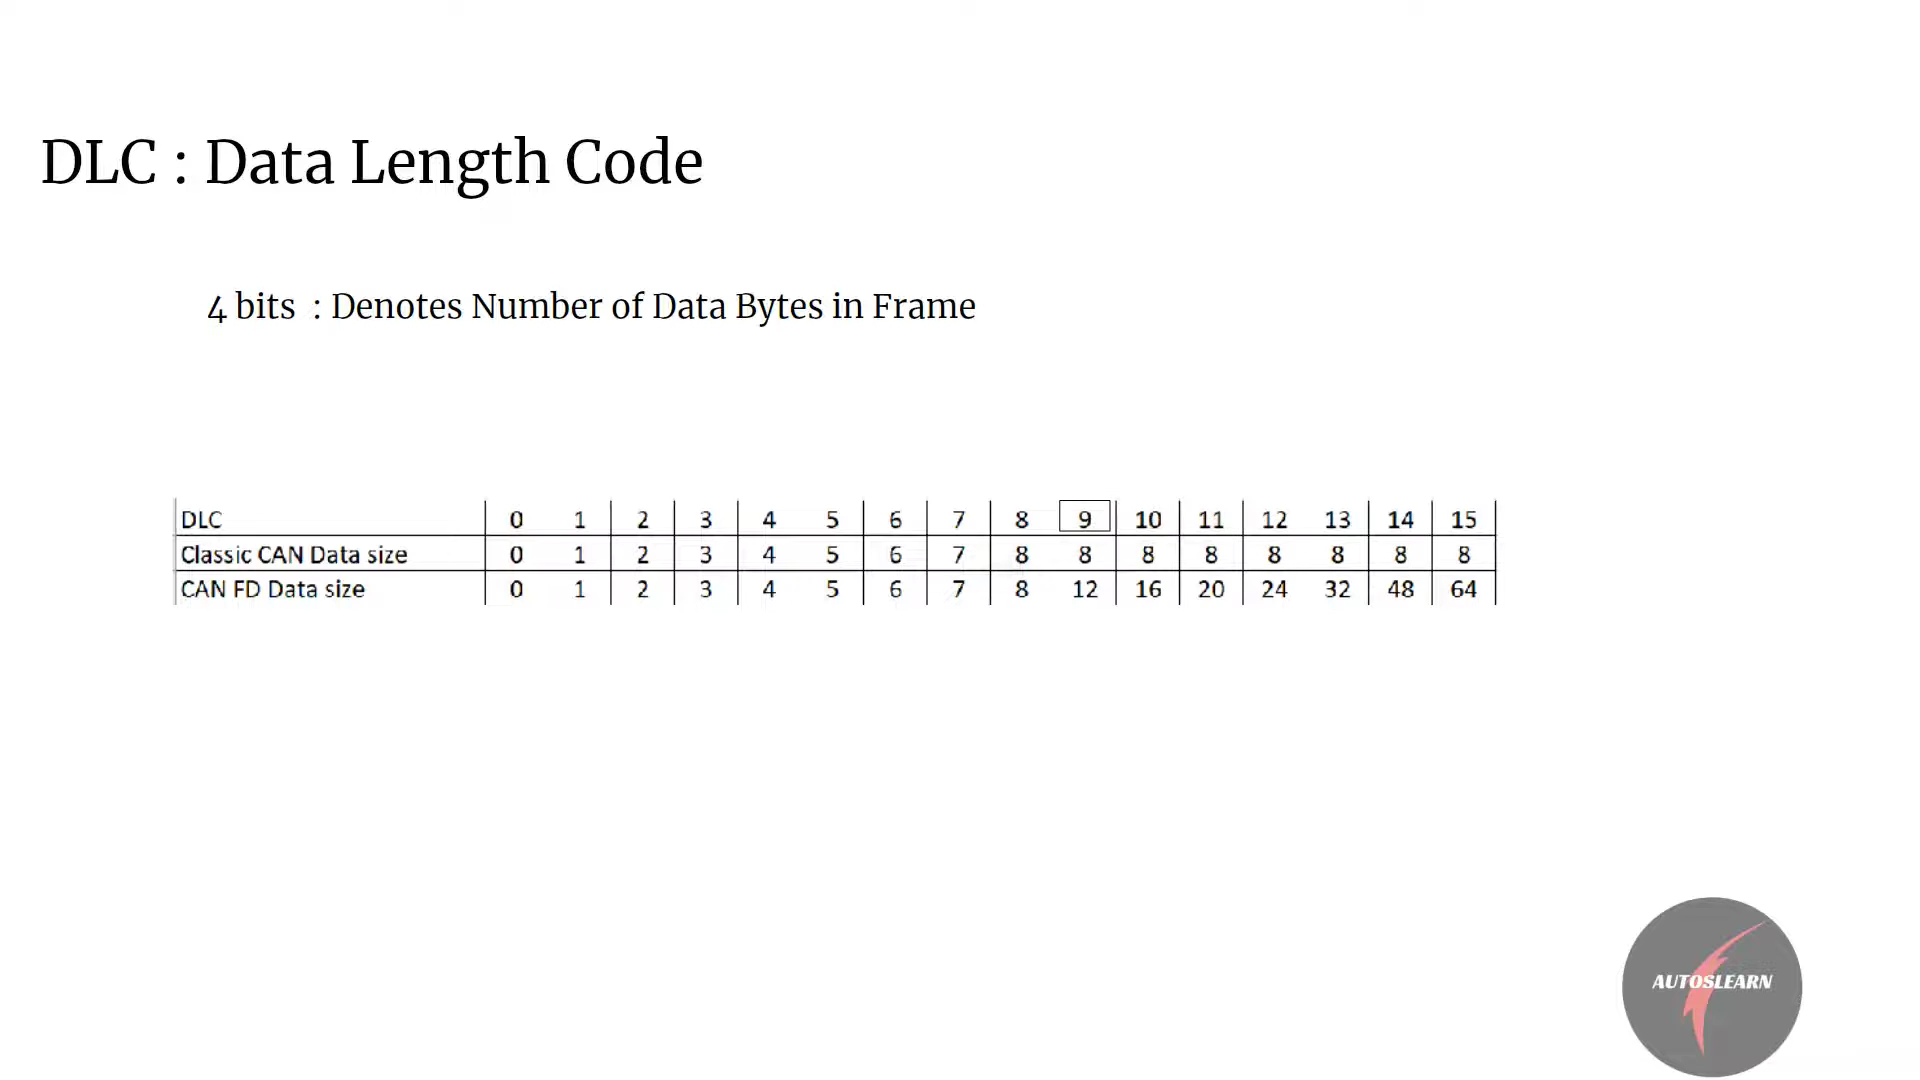 DLC : Data Length Code
4 bits : Denotes Number of Data Bytes in Frame
DLC 0 1 2 3 4 5 6 7 8 9 10 11 12 13 14 15
Classic CAN Data size 0 1 2 3 4 5 6 7 8 8 8 8 8 8 8 8
CAN FD Data size 0 1 2 3 4 5 6 7 8 12 16 20 24 32 48 64
AUTOSLEARN